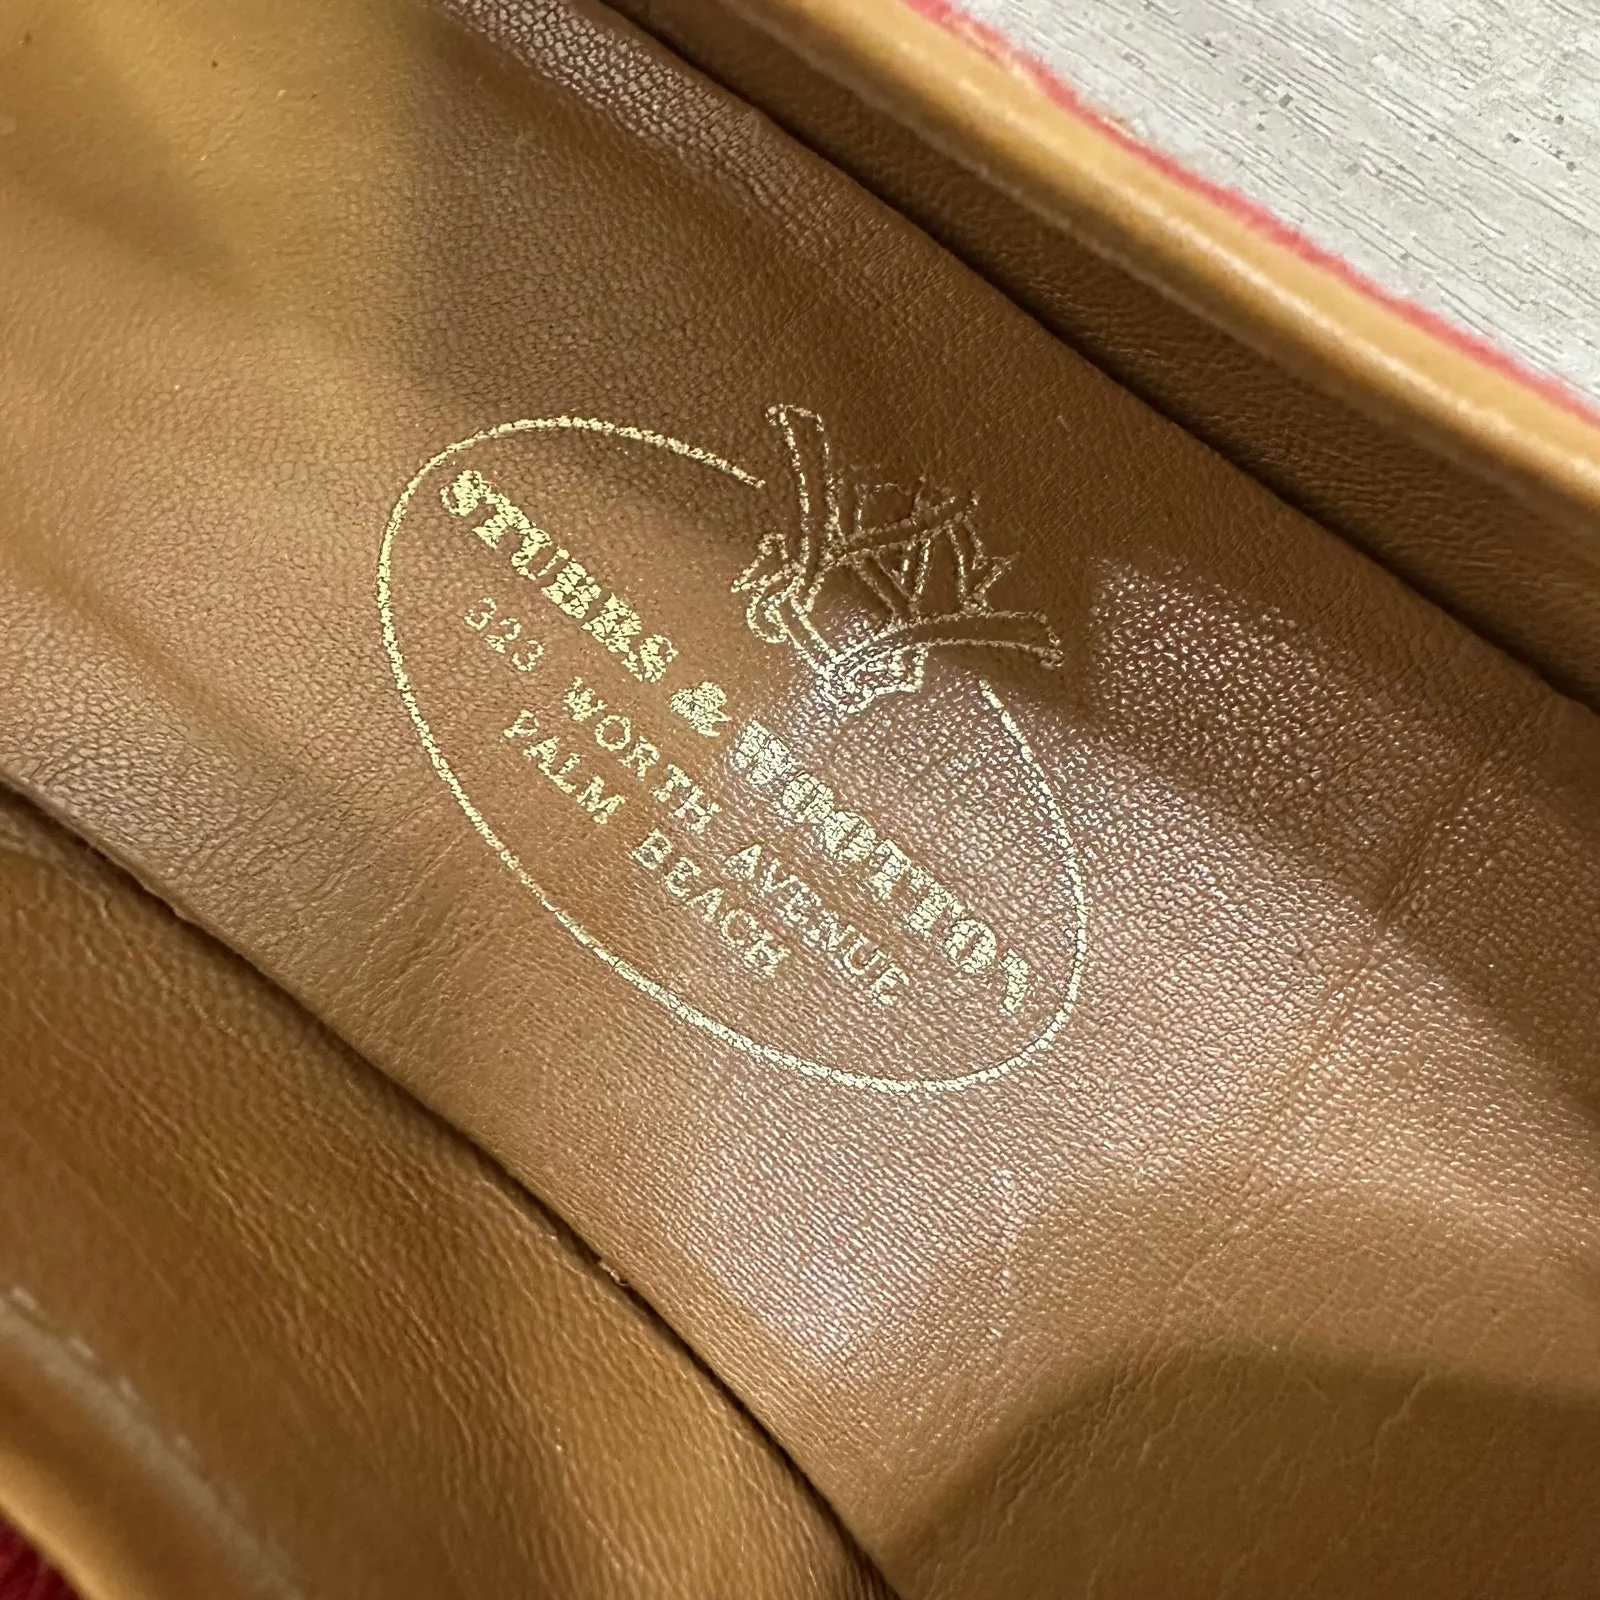 STUBBS & WOOTTON
323 WORTH AVENUE
PALM BEACH